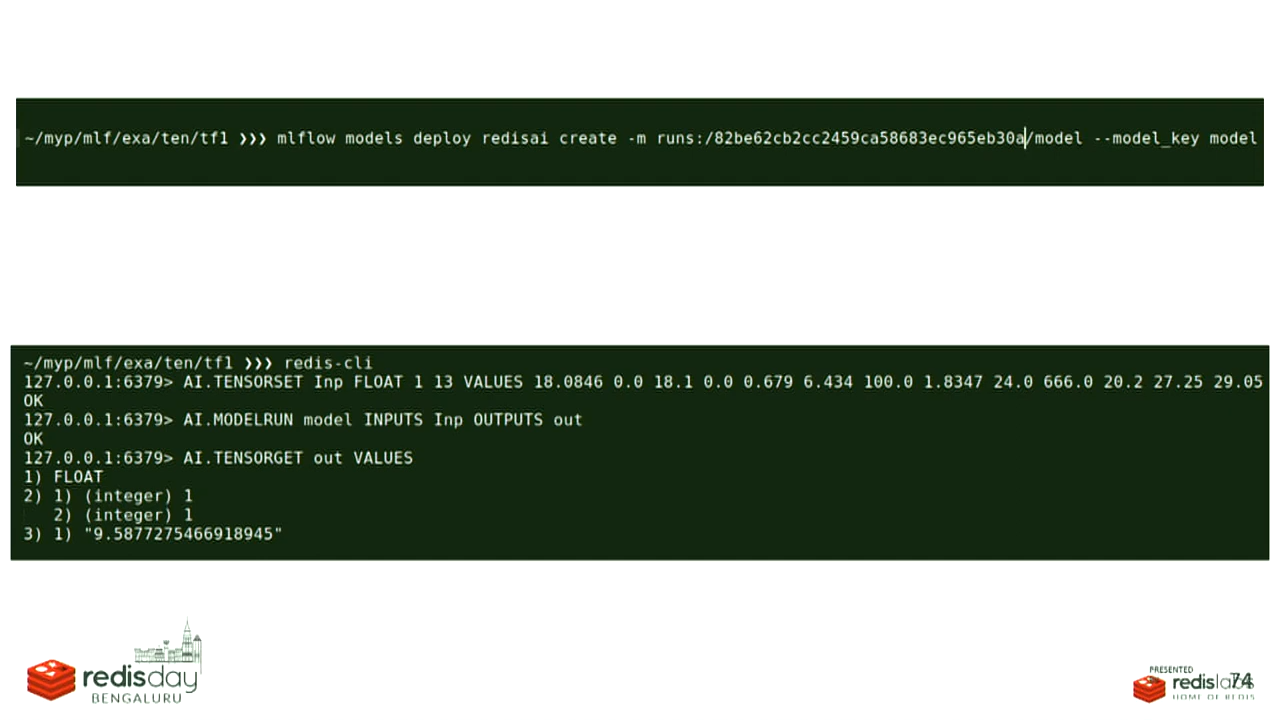 ~/myp/mlf/exa/ten/tf1 ❯❯❯ mlflow models deploy redisai create -m runs:/82be62cb2cc2459ca58683ec965eb30a/model --model_key model
~/myp/mlf/exa/ten/tf1 ❯❯❯ redis-cli
127.0.0.1:6379> AI.TENSORSET Inp FLOAT 1 13 VALUES 18.0846 0.0 18.1 0.0 0.679 6.434 100.0 1.8347 24.0 666.0 20.2 27.25 29.05
OK
127.0.0.1:6379> AI.MODELRUN model INPUTS Inp OUTPUTS out
OK
127.0.0.1:6379> AI.TENSORGET out VALUES
1) FLOAT
2) 1) (integer) 1
   2) (integer) 1
3) 1) "9.5877275466918945"
redisday
BENGALURU
PRESENTED
redislabs
HOME OF REDIS
74